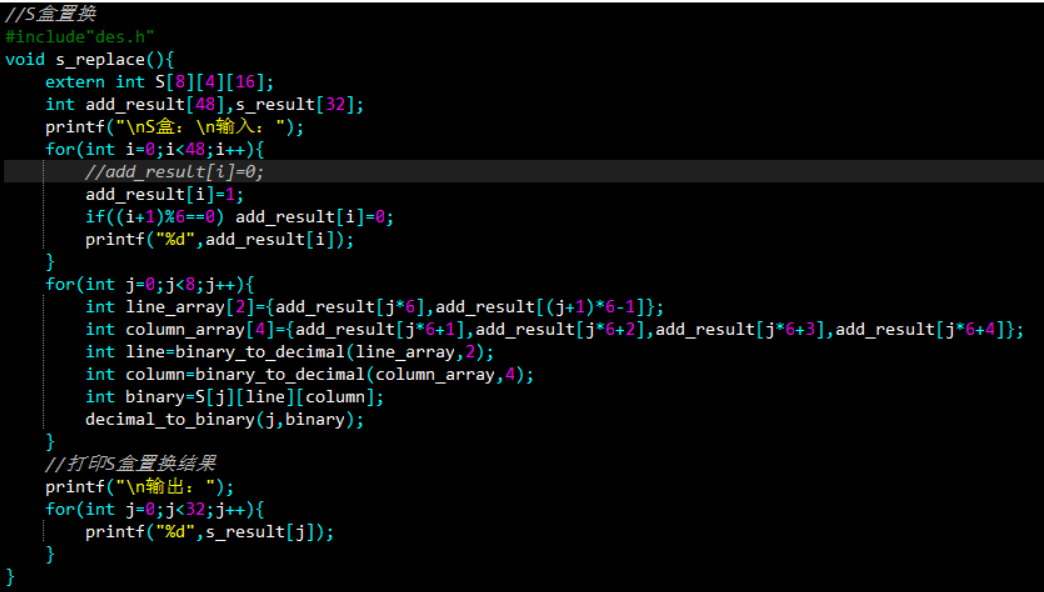 //S盒置换
#include"des.h"
void s_replace(){
    extern int S[8][4][16];
    int add_result[48],s_result[32];
    printf("\nS盒：\n输入：");
    for(int i=0;i<48;i++){
        //add_result[i]=0;
        add_result[i]=1;
        if((i+1)%6==0) add_result[i]=0;
        printf("%d",add_result[i]);
    }
    for(int j=0;j<8;j++){
        int line_array[2]={add_result[j*6],add_result[(j+1)*6-1]};
        int column_array[4]={add_result[j*6+1],add_result[j*6+2],add_result[j*6+3],add_result[j*6+4]};
        int line=binary_to_decimal(line_array,2);
        int column=binary_to_decimal(column_array,4);
        int binary=S[j][line][column];
        decimal_to_binary(j,binary);
    }
    //打印S盒置换结果
    printf("\n输出：");
    for(int j=0;j<32;j++){
        printf("%d",s_result[j]);
    }
}